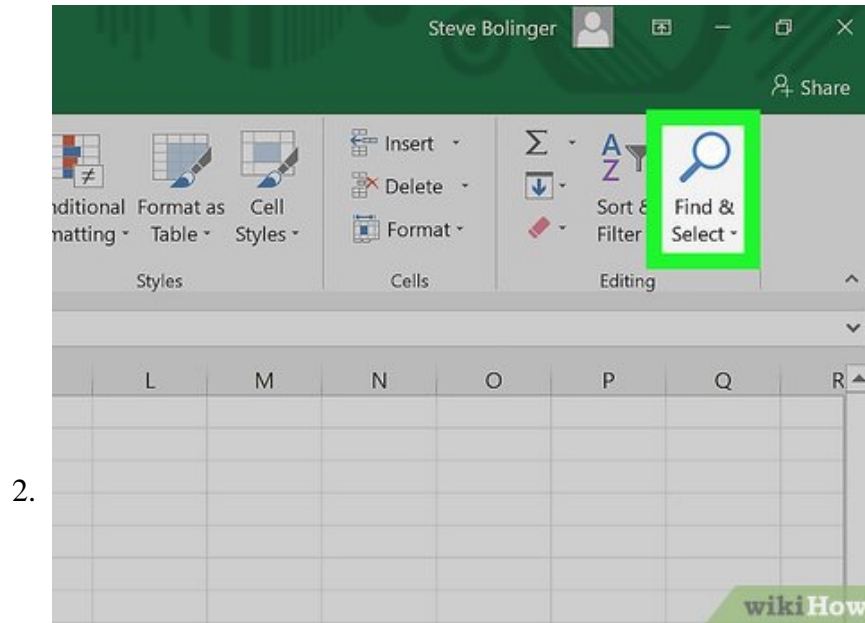 Steve Bolinger
Share
nditional
matting
Format as
Table
Cell
Styles
Styles
Insert
Delete
Format
Cells
Σ
A
Z
Sort &
Filter
Find &
Select
Editing
L M N O P Q R
2.
wikiHow